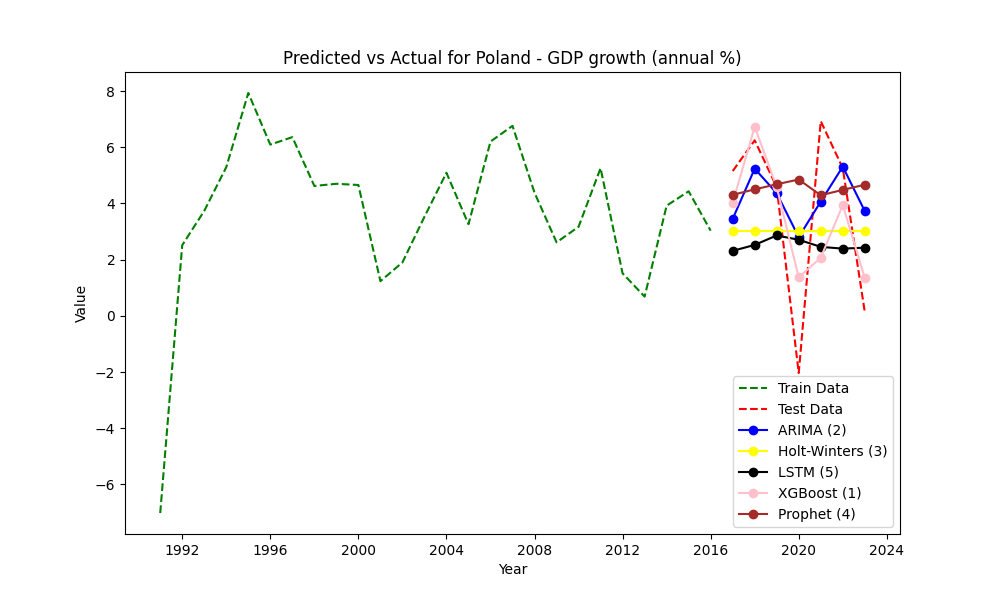 Predicted vs Actual for Poland - GDP growth (annual %)
Value
8
6
4
2
0
−2
−4
−6
1992 1996 2000 2004 2008 2012 2016 2020 2024
Year
Train Data
Test Data
ARIMA (2)
Holt-Winters (3)
LSTM (5)
XGBoost (1)
Prophet (4)